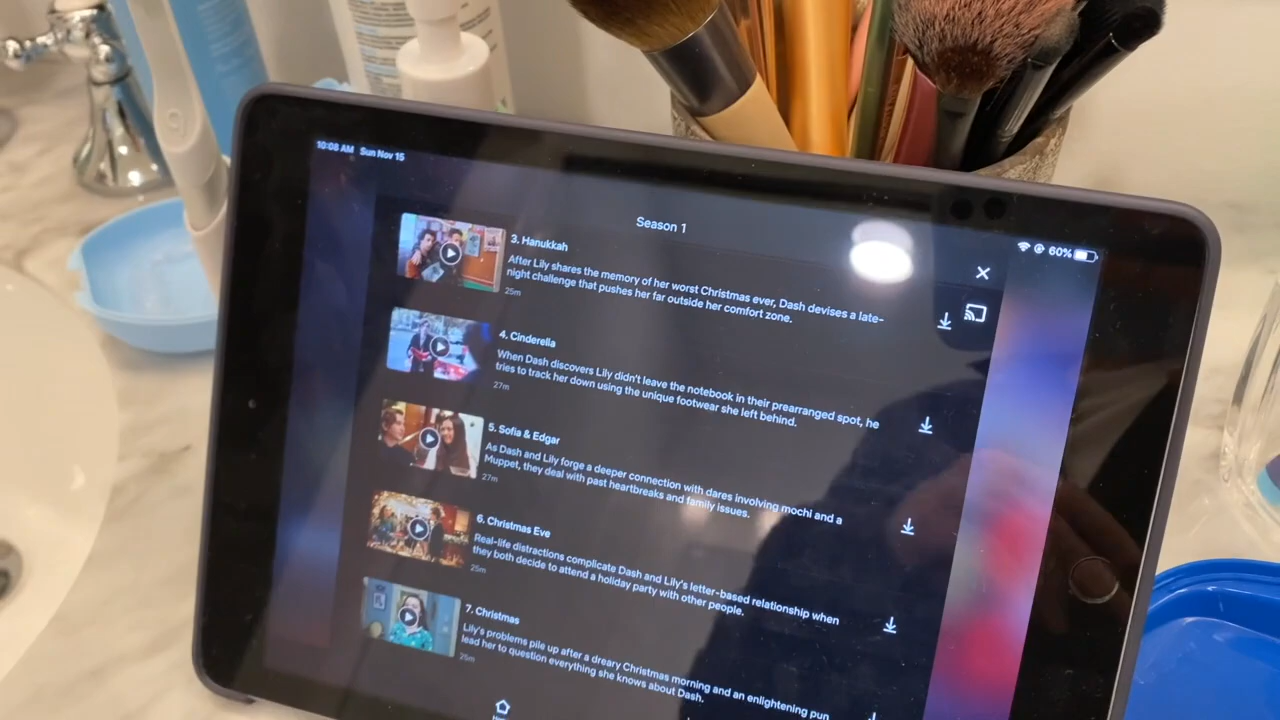 10:08 AM Sun Nov 15
60%
Season 1
3. Hanukkah
After Lily shares the memory of her worst Christmas ever, Dash devises a late-
night challenge that pushes her far outside her comfort zone.
25m
4. Cinderella
When Dash discovers Lily didn't leave the notebook in their prearranged spot, he
tries to track her down using the unique footwear she left behind.
27m
5. Sofia & Edgar
As Dash and Lily forge a deeper connection with dares involving mochi and a
Muppet, they deal with past heartbreaks and family issues.
27m
6. Christmas Eve
Real-life distractions complicate Dash and Lily's letter-based relationship when
they both decide to attend a holiday party with other people.
25m
7. Christmas
Lily's problems pile up after a dreary Christmas morning and an enlightening pun
lead her to question everything she knows about Dash.
25m